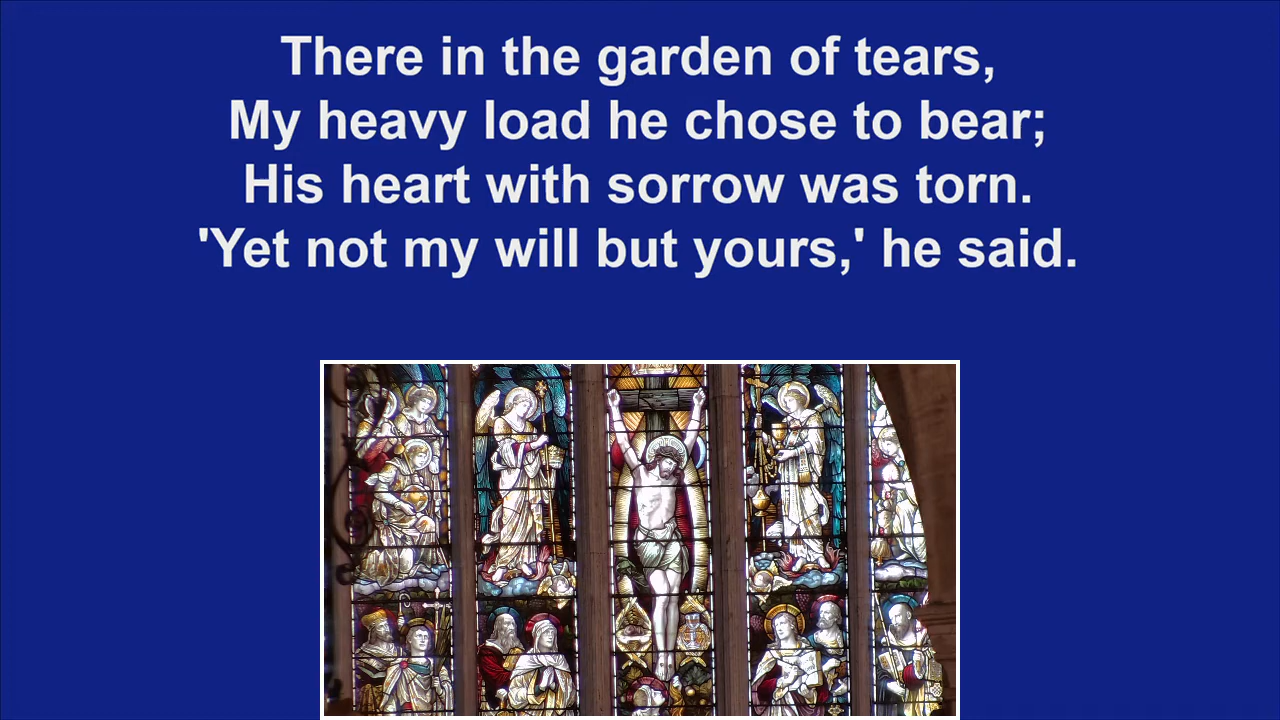 There in the garden of tears,
My heavy load he chose to bear;
His heart with sorrow was torn.
'Yet not my will but yours,' he said.